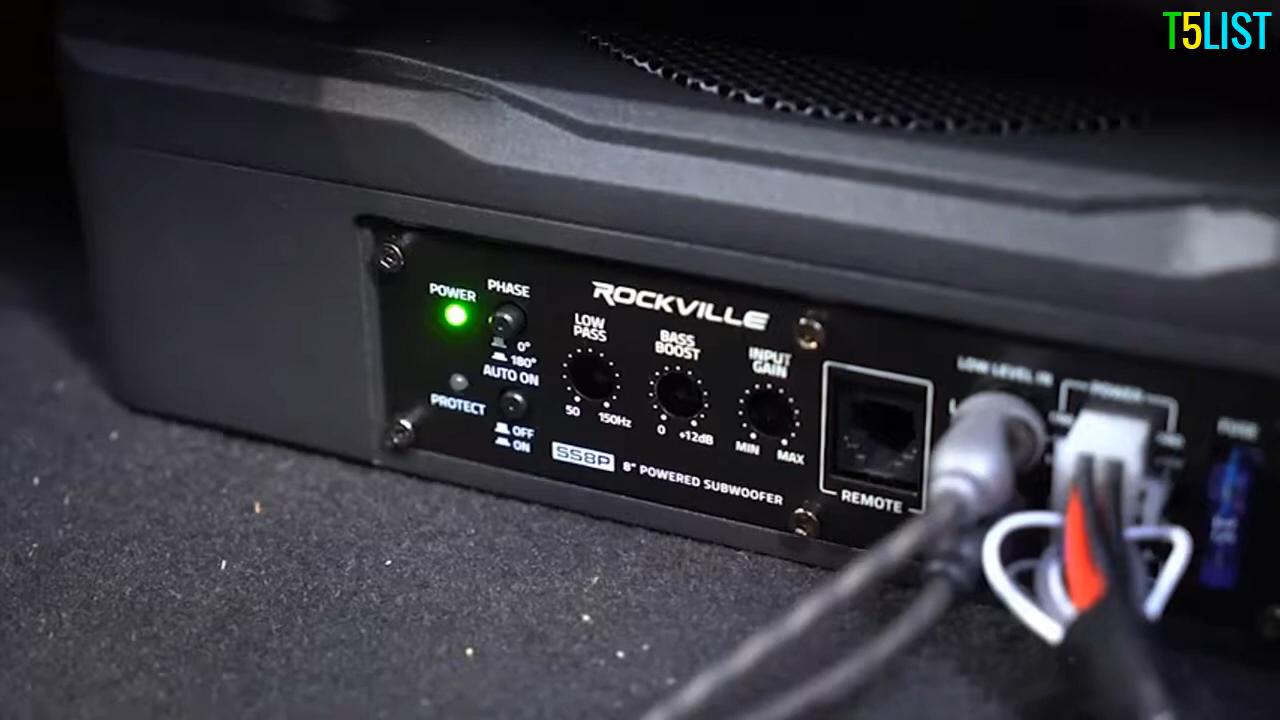 T5LIST
POWER
PHASE
0°
180°
AUTO ON
PROTECT
OFF
ON
ROCKVILLE
LOW
PASS
50
150Hz
BASS
BOOST
0
+12dB
INPUT
GAIN
MIN
MAX
SS8P
8" POWERED SUBWOOFER
REMOTE
LOW LEVEL IN
L
POWER
FUSE